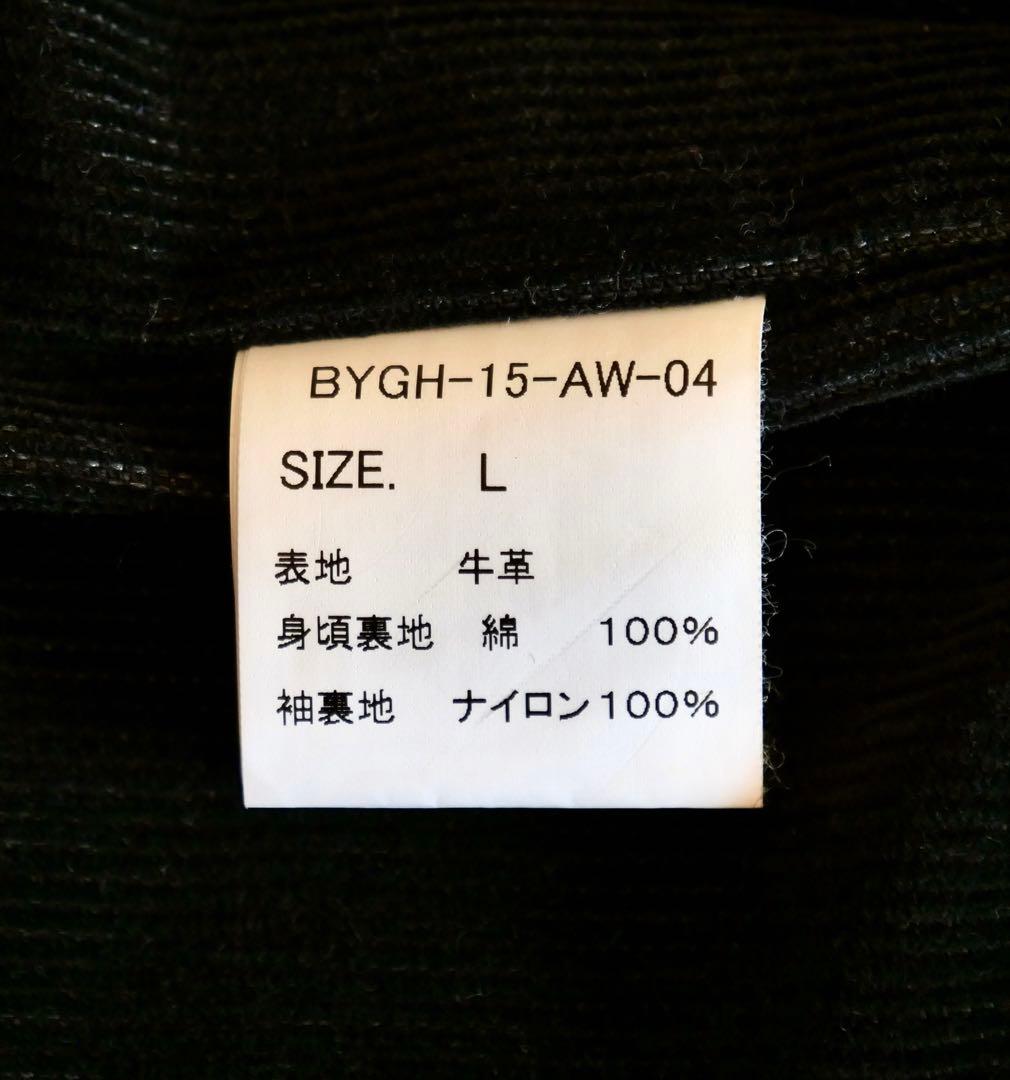 BYGH-15-AW-04
SIZE. L
表地 牛革
身頃裏地 綿 100%
袖裏地 ナイロン100%